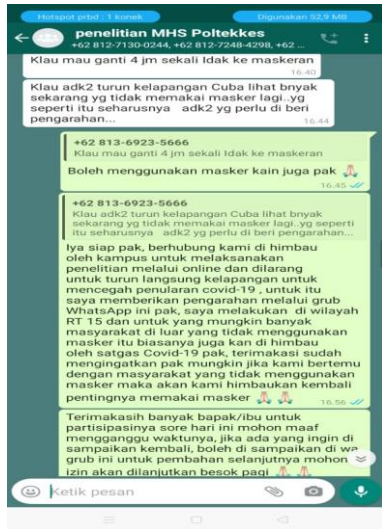 Hotspot prbd : 1 konek
Digunakan 52,9 MB
penelitian MHS Poltekkes
+62 812-7130-0244, +62 812-7248-4298, +62 ...
Klau mau ganti 4 jm sekali Idak ke maskeran
16.40
Klau adk2 turun kelapangan Cuba lihat bnyak
sekarang yg tidak memakai masker lagi..yg
seperti itu seharusnya adk2 yg perlu di beri
pengarahan...
16.44
+62 813-6923-5666
Klau mau ganti 4 jm sekali Idak ke maskeran
Boleh menggunakan masker kain juga pak 🙏
16.45
+62 813-6923-5666
Klau adk2 turun kelapangan Cuba lihat bnyak
sekarang yg tidak memakai masker lagi..yg seperti
itu seharusnya adk2 yg perlu di beri pengarahan...
Iya siap pak, berhubung kami di himbau
oleh kampus untuk melaksanakan
penelitian melalui online dan dilarang
untuk turun langsung kelapangan untuk
mencegah penularan covid-19 , untuk itu
saya memberikan pengarahan melalui grub
WhatsApp ini pak, saya melakukan di wilayah
RT 15 dan untuk yang mungkin banyak
masyarakat di luar yang tidak menggunakan
masker itu biasanya juga kan di himbau
oleh satgas Covid-19 pak, terimakasi sudah
mengingatkan pak mungkin jika kami bertemu
dengan masyarakat yang tidak menggunakan
masker maka akan kami himbaukan kembali
pentingnya memakai masker 🙏 🙏
16.56
Terimakasih banyak bapak/ibu untuk
partisipasinya sore hari ini mohon maaf
mengganggu waktunya, jika ada yang ingin di
sampaikan kembali, boleh di sampaikan di wa
grub ini untuk pembahan selanjutnya mohon
izin akan dilanjutkan besok pagi 🙏 🙏
Ketik pesan